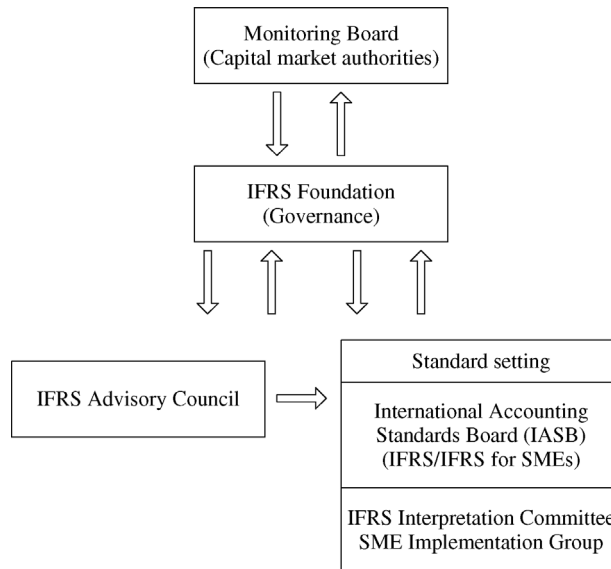 Monitoring Board
(Capital market authorities)
IFRS Foundation
(Governance)
IFRS Advisory Council
Standard setting
International Accounting
Standards Board (IASB)
(IFRS/IFRS for SMEs)
IFRS Interpretation Committee
SME Implementation Group